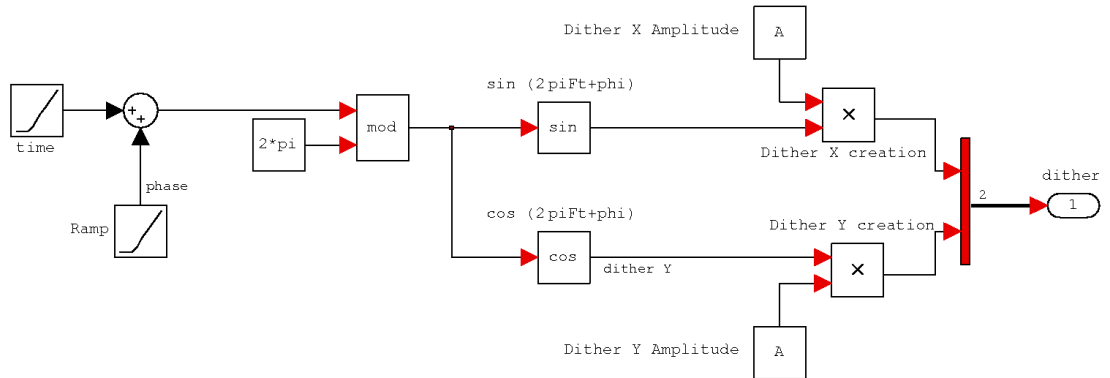 Dither X Amplitude
A
sin (2piFt+phi)
time
+
+
2*pi
mod
sin
×
Dither X creation
phase
Ramp
cos (2piFt+phi)
cos
dither Y
Dither Y creation
×
2
dither
1
Dither Y Amplitude
A